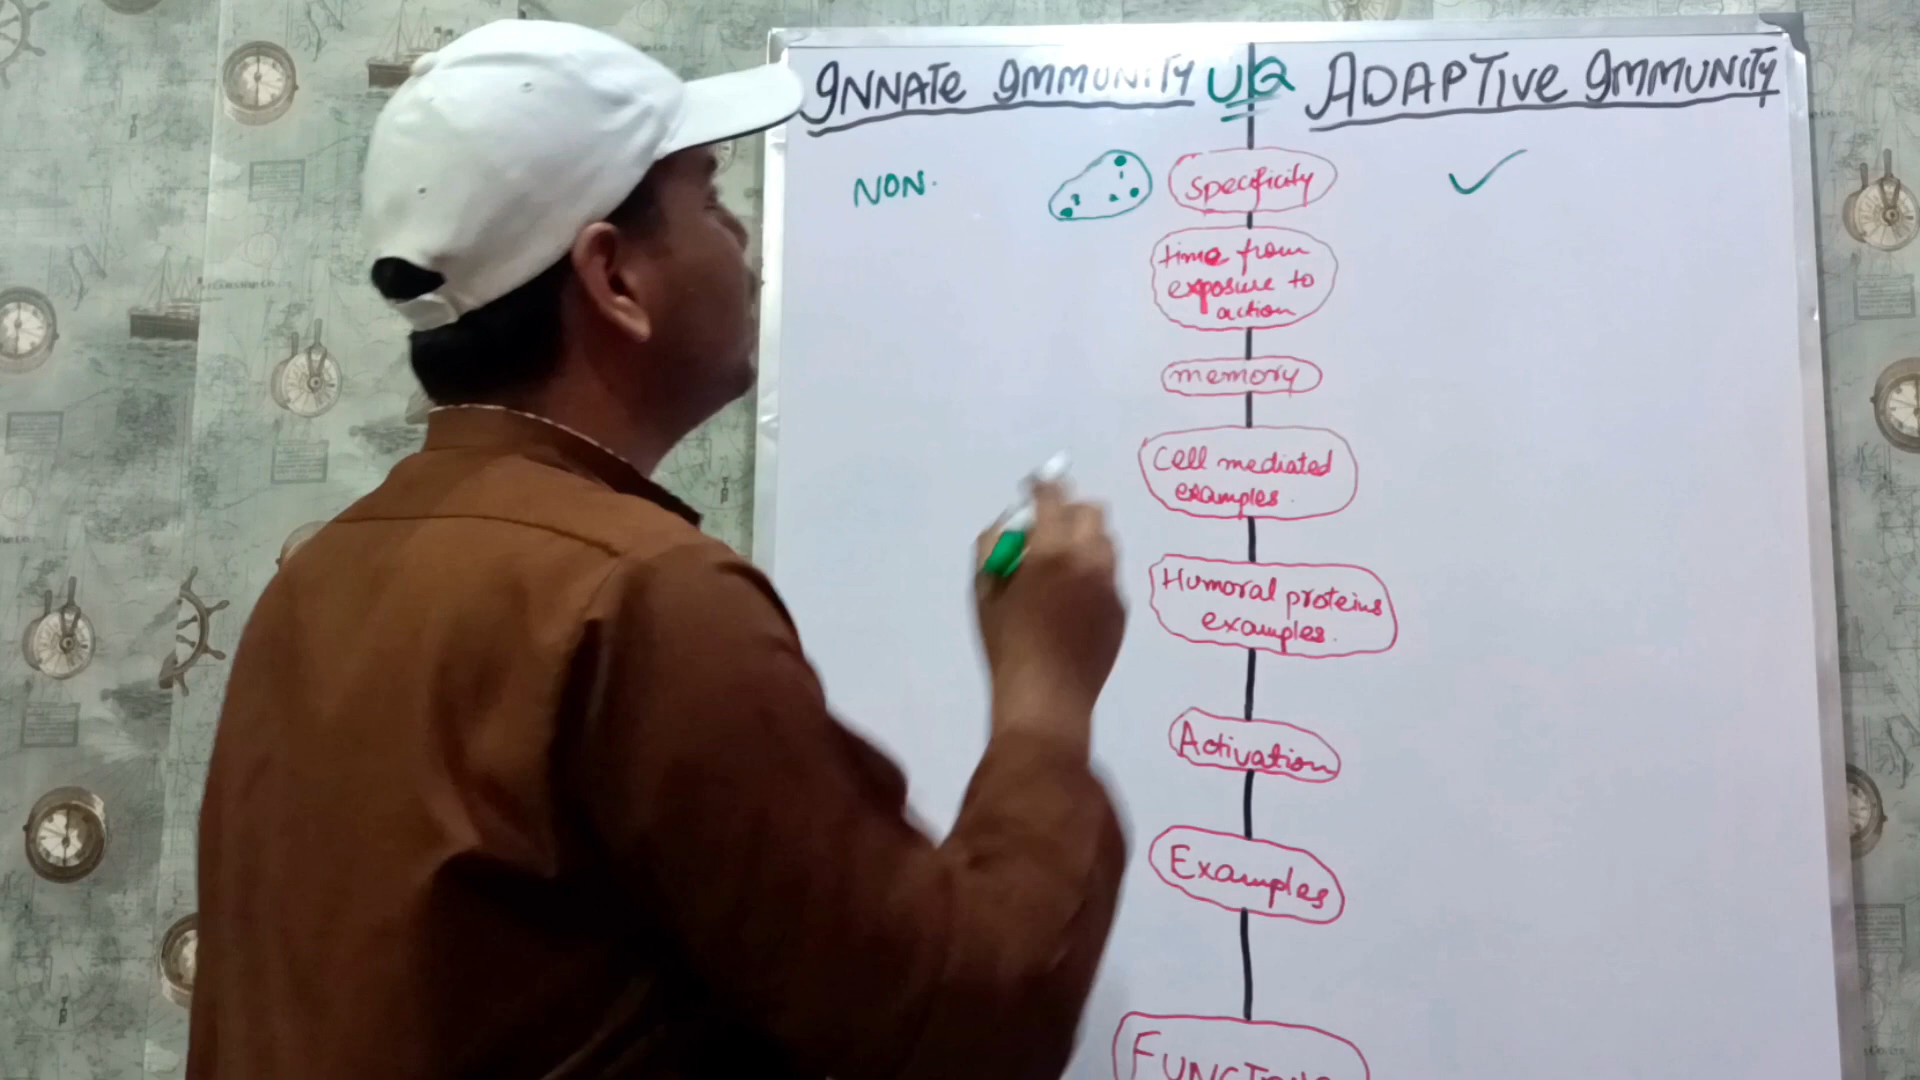 INNATE IMMUNITY UQ ADAPTIVE IMMUNITY
NON.
specificity
time from
exposure to
action
memory
Cell mediated
examples.
Humoral proteins
examples.
Activation
Examples